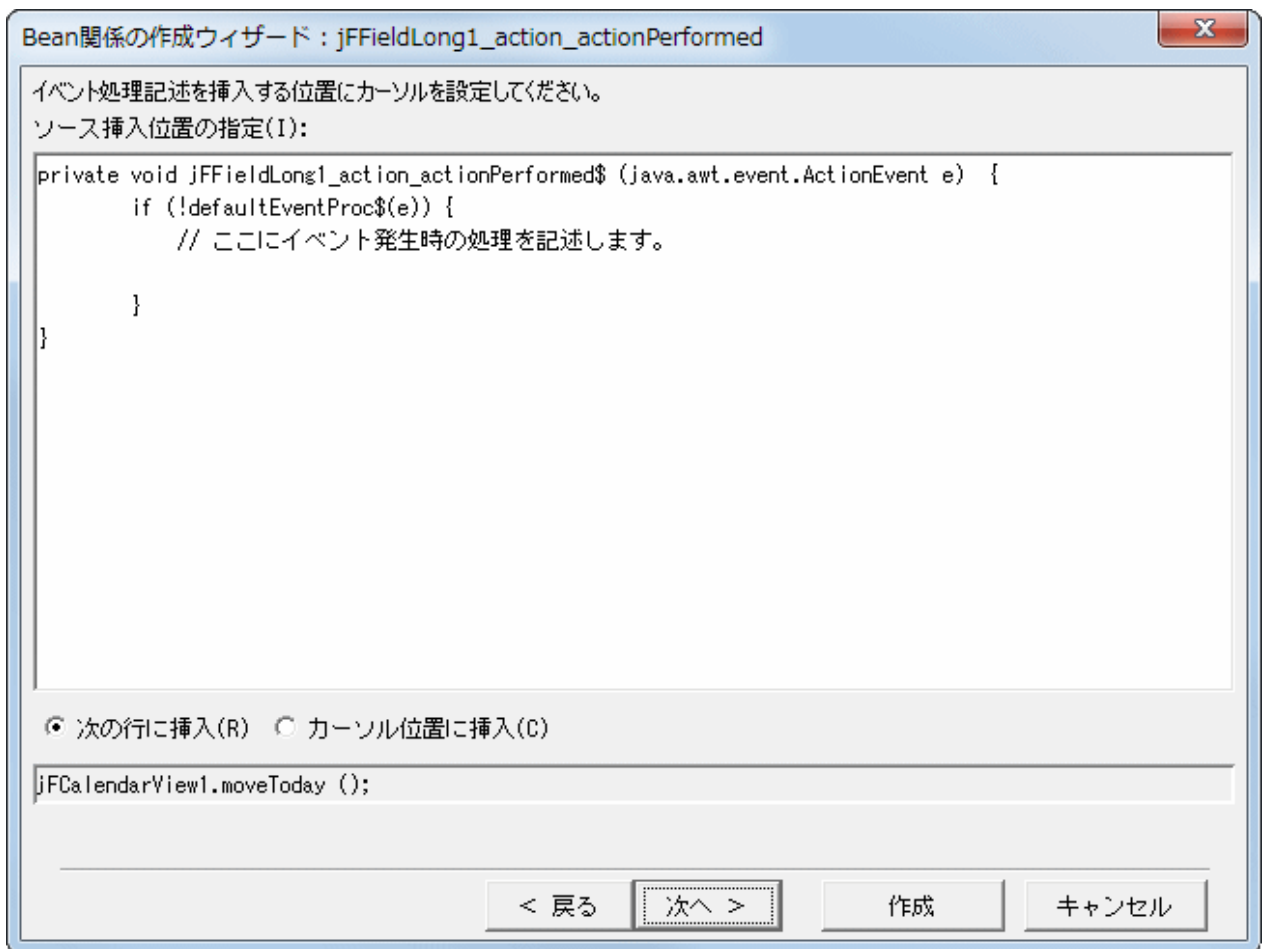 Bean関係の作成ウィザード : jFFieldLong1_action_actionPerformed
イベント処理記述を挿入する位置にカーソルを設定してください。
ソース挿入位置の指定(I):
private void jFFieldLong1_action_actionPerformed$ (java.awt.event.ActionEvent e)  {
        if (!defaultEventProc$(e)) {
            // ここにイベント発生時の処理を記述します。
        }
}
次の行に挿入(R) カーソル位置に挿入(C)
jFCalendarView1.moveToday ();
< 戻る 次へ > 作成 キャンセル